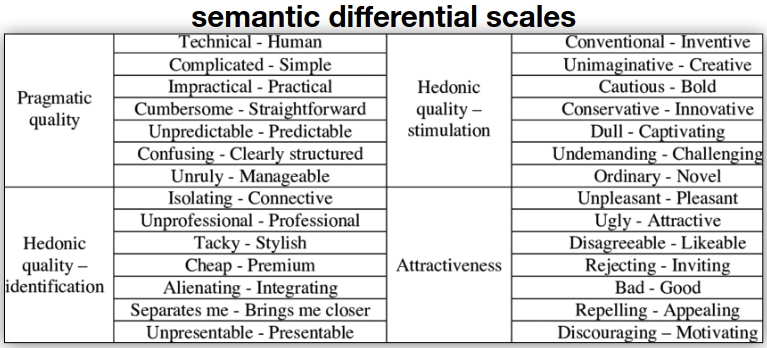 semantic differential scales
Pragmatic
quality
Technical - Human
Complicated - Simple
Impractical - Practical
Cumbersome - Straightforward
Unpredictable - Predictable
Confusing - Clearly structured
Unruly - Manageable
Hedonic
quality –
stimulation
Conventional - Inventive
Unimaginative - Creative
Cautious - Bold
Conservative - Innovative
Dull - Captivating
Undemanding - Challenging
Ordinary - Novel
Hedonic
quality –
identification
Isolating - Connective
Unprofessional - Professional
Tacky - Stylish
Cheap - Premium
Alienating - Integrating
Separates me - Brings me closer
Unpresentable - Presentable
Attractiveness
Unpleasant - Pleasant
Ugly - Attractive
Disagreeable - Likeable
Rejecting - Inviting
Bad - Good
Repelling - Appealing
Discouraging – Motivating